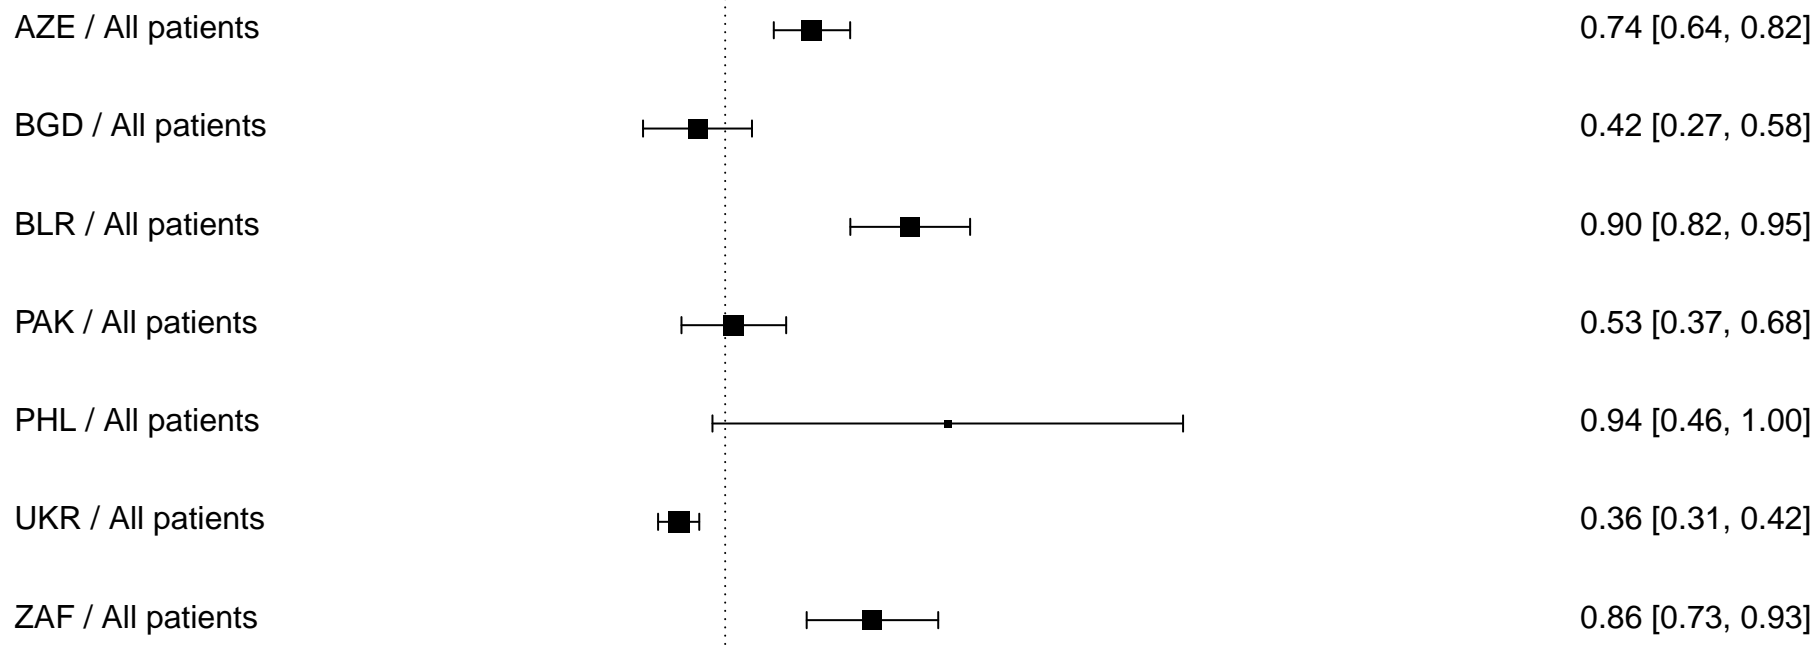 AZE / All patients 0.74 [0.64, 0.82]
BGD / All patients 0.42 [0.27, 0.58]
BLR / All patients 0.90 [0.82, 0.95]
PAK / All patients 0.53 [0.37, 0.68]
PHL / All patients 0.94 [0.46, 1.00]
UKR / All patients 0.36 [0.31, 0.42]
ZAF / All patients 0.86 [0.73, 0.93]